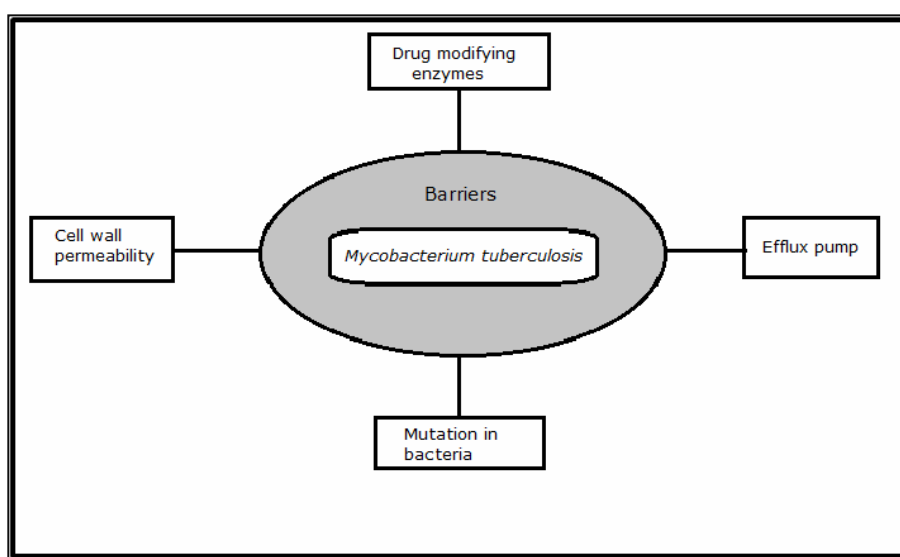 Drug modifying
enzymes
Barriers
Cell wall
permeability
Mycobacterium tuberculosis
Efflux pump
Mutation in
bacteria